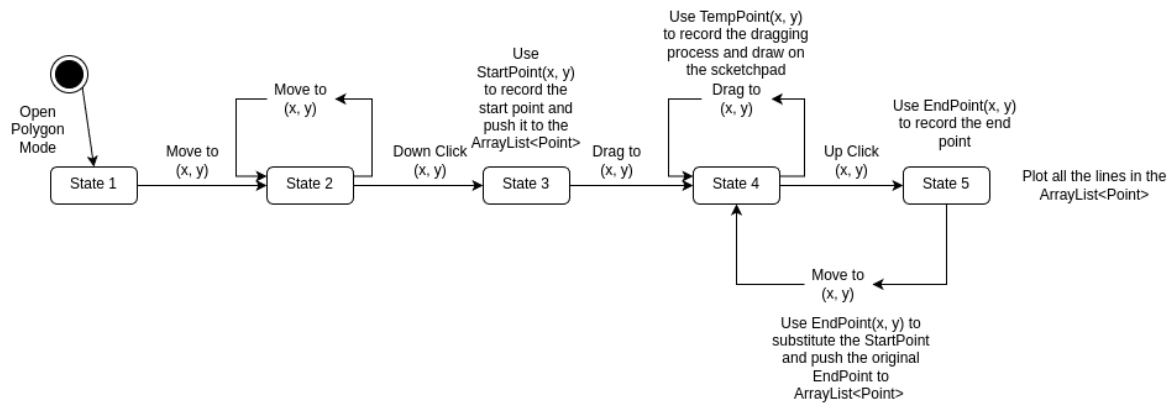 Open
Polygon
Mode
State 1
Move to
(x, y)
Move to
(x, y)
State 2
Down Click
(x, y)
Use
StartPoint(x, y)
to record the
start point and
push it to the
ArrayList<Point>
State 3
Drag to
(x, y)
Use TempPoint(x, y)
to record the dragging
process and draw on
the scketchpad
Drag to
(x, y)
State 4
Up Click
(x, y)
Use EndPoint(x, y)
to record the end
point
State 5
Plot all the lines in the
ArrayList<Point>
Move to
(x, y)
Use EndPoint(x, y) to
substitute the StartPoint
and push the original
EndPoint to
ArrayList<Point>